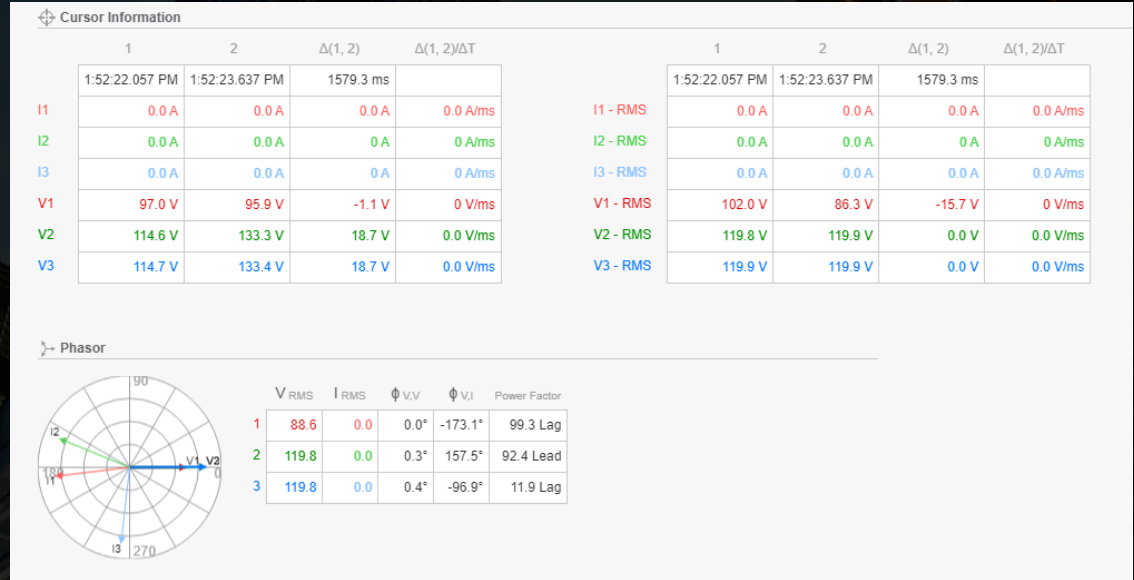 Cursor Information
1 2 Δ(1, 2) Δ(1, 2)/ΔT
1:52:22.057 PM 1:52:23.637 PM 1579.3 ms
I1 0.0 A 0.0 A 0.0 A 0.0 A/ms
I2 0.0 A 0.0 A 0 A 0 A/ms
I3 0.0 A 0.0 A 0 A 0 A/ms
V1 97.0 V 95.9 V -1.1 V 0 V/ms
V2 114.6 V 133.3 V 18.7 V 0.0 V/ms
V3 114.7 V 133.4 V 18.7 V 0.0 V/ms
1 2 Δ(1, 2) Δ(1, 2)/ΔT
1:52:22.057 PM 1:52:23.637 PM 1579.3 ms
I1 - RMS 0.0 A 0.0 A 0.0 A 0.0 A/ms
I2 - RMS 0.0 A 0.0 A 0 A 0 A/ms
I3 - RMS 0.0 A 0.0 A 0.0 A 0.0 A/ms
V1 - RMS 102.0 V 86.3 V -15.7 V 0 V/ms
V2 - RMS 119.8 V 119.9 V 0.0 V 0.0 V/ms
V3 - RMS 119.9 V 119.9 V 0.0 V 0.0 V/ms
Phasor
90
I2
V1 V2
180 0
I1
I3 270
V RMS I RMS ϕ V,V ϕ V,I Power Factor
1 88.6 0.0 0.0° -173.1° 99.3 Lag
2 119.8 0.0 0.3° 157.5° 92.4 Lead
3 119.8 0.0 0.4° -96.9° 11.9 Lag